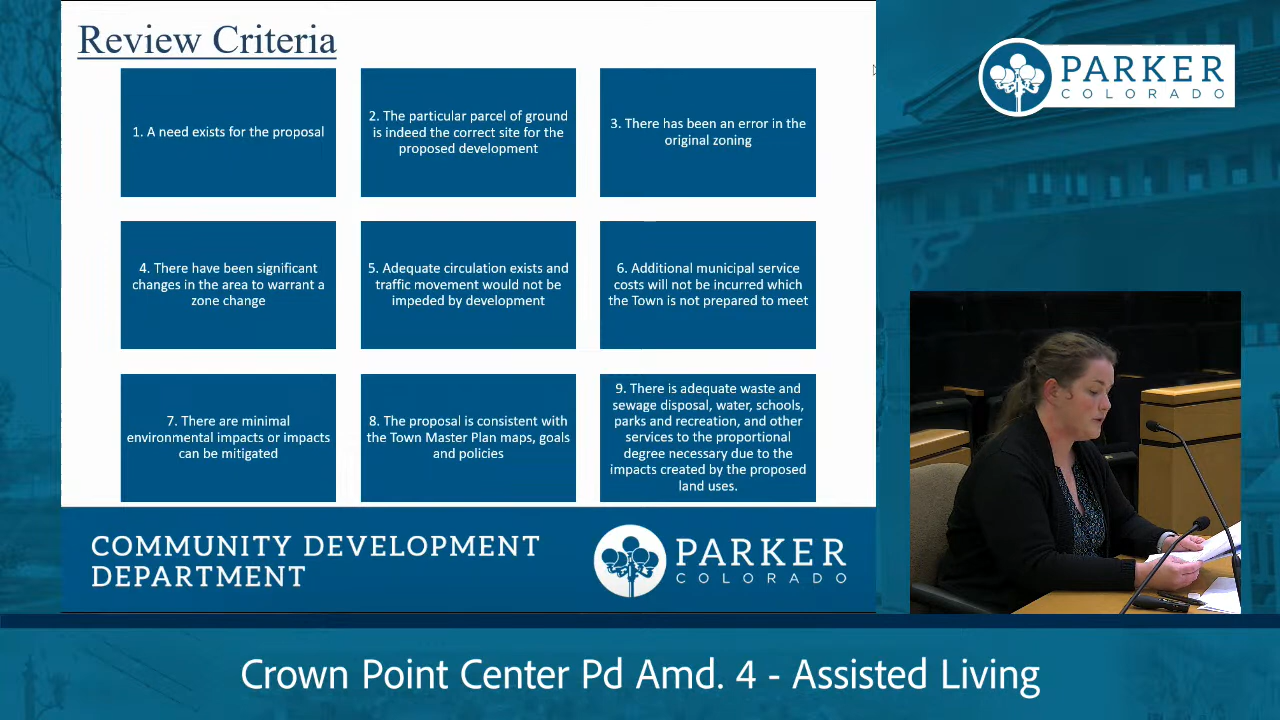 Review Criteria
1. A need exists for the proposal
2. The particular parcel of ground
is indeed the correct site for the
proposed development
3. There has been an error in the
original zoning
4. There have been significant
changes in the area to warrant a
zone change
5. Adequate circulation exists and
traffic movement would not be
impeded by development
6. Additional municipal service
costs will not be incurred which
the Town is not prepared to meet
7. There are minimal
environmental impacts or impacts
can be mitigated
8. The proposal is consistent with
the Town Master Plan maps, goals
and policies
9. There is adequate waste and
sewage disposal, water, schools,
parks and recreation, and other
services to the proportional
degree necessary due to the
impacts created by the proposed
land uses.
COMMUNITY DEVELOPMENT
DEPARTMENT
PARKER
COLORADO
PARKER
COLORADO
Crown Point Center Pd Amd. 4 - Assisted Living